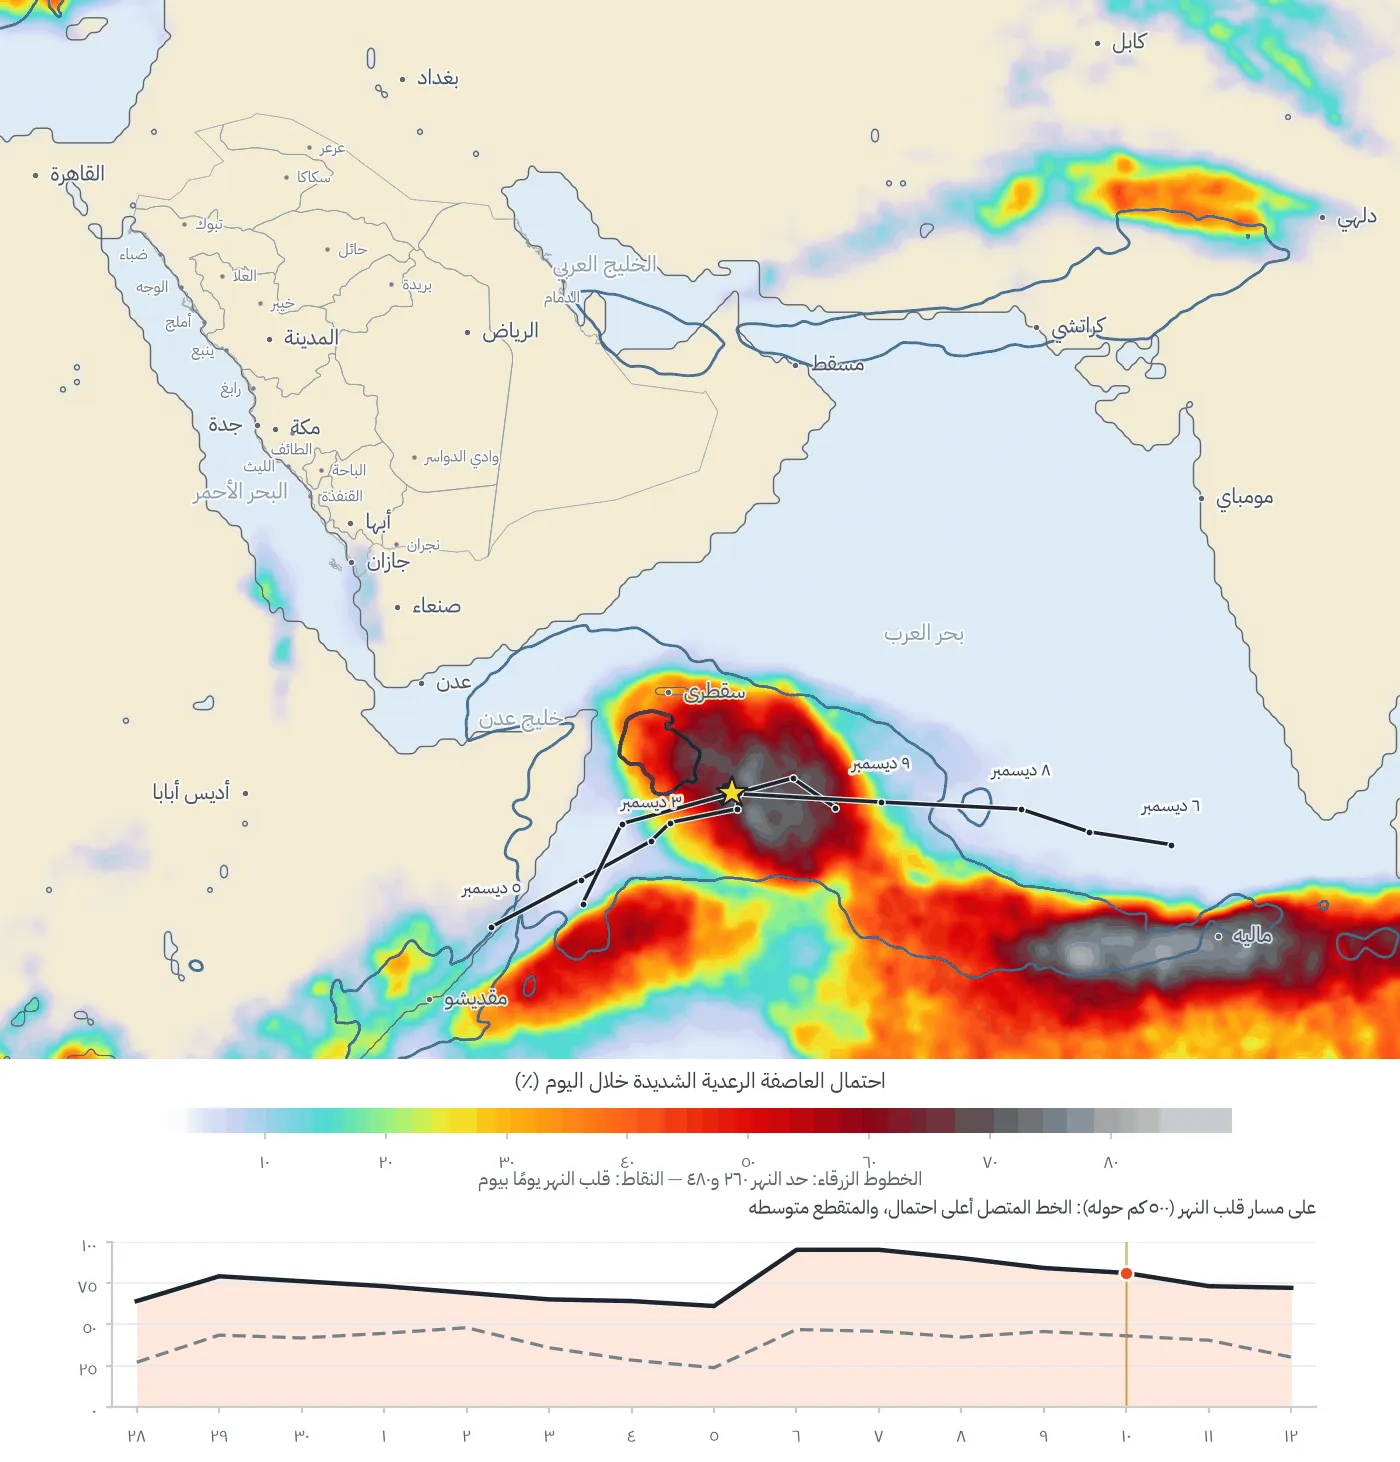 كابل
بغداد
عرعر
القاهرة
سكاكا
دلهي
تبوك
حائل
ضباء
الخليج العربي
العلا
بريدة
الوجه
الدمام
خيبر
أملج
كراتشي
الرياض
المدينة
ينبع
مسقط
رابغ
جدة
مكة
الطائف
وادي الدواسر
الليث
الباحة
البحر الأحمر
القنفذة
مومباي
أبها
نجران
جازان
صنعاء
بحر العرب
عدن
سقطرى
خليج عدن
٩ ديسمبر
٨ ديسمبر
أديس أبابا
٣ ديسمبر
٦ ديسمبر
٥ ديسمبر
ماليه
مقديشو
احتمال العاصفة الرعدية الشديدة خلال اليوم (٪)
١٠ ٢٠ ٣٠ ٤٠ ٥٠ ٦٠ ٧٠ ٨٠
الخطوط الزرقاء: حد النهر ٢٦٠ و٤٨٠ — النقاط: قلب النهر يومًا بيوم
على مسار قلب النهر (٥٠٠ كم حوله): الخط المتصل أعلى احتمال، والمتقطع متوسطه
١٠٠
٧٥
٥٠
٢٥
٠
٢٨ ٢٩ ٣٠ ١ ٢ ٣ ٤ ٥ ٦ ٧ ٨ ٩ ١٠ ١١ ١٢